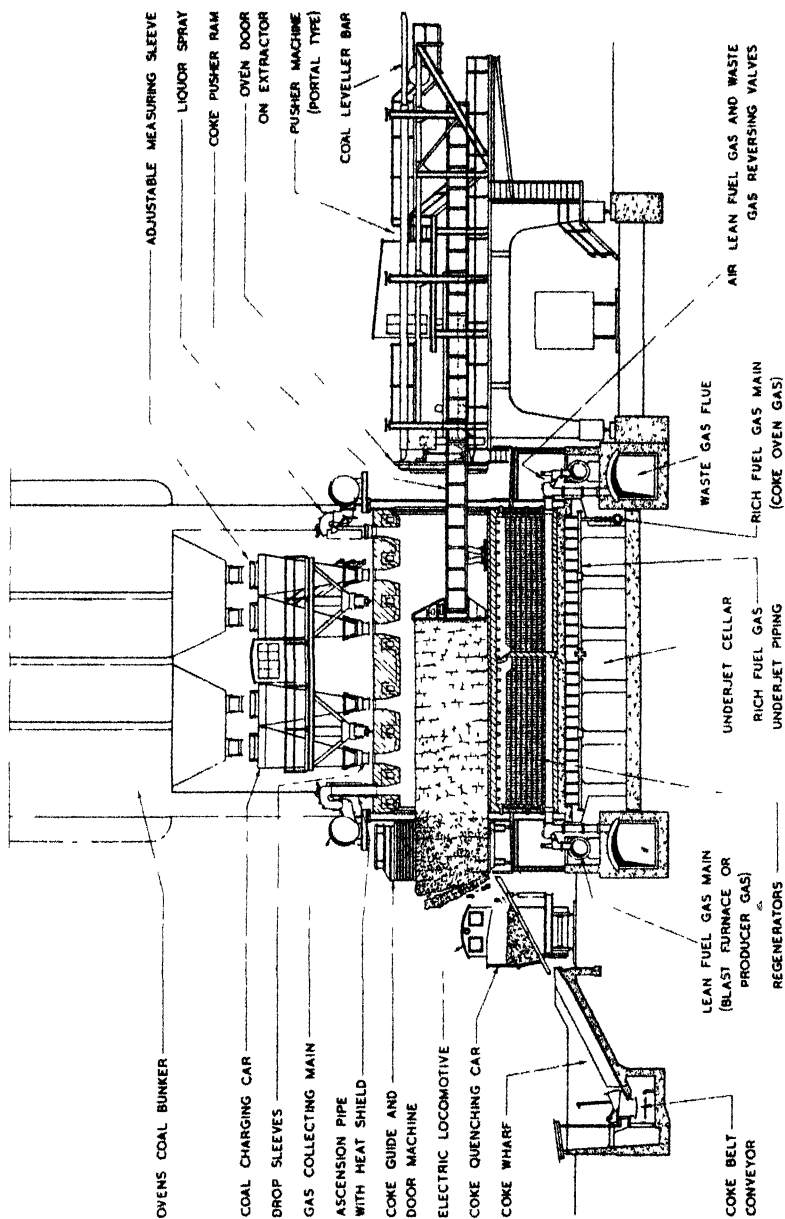 OVENS COAL BUNKER
COAL CHARGING CAR
DROP SLEEVES
GAS COLLECTING MAIN
ASCENSION PIPE
WITH HEAT SHIELD
COKE GUIDE AND
DOOR MACHINE
ELECTRIC LOCOMOTIVE
COKE QUENCHING CAR
COKE WHARF
COKE BELT
CONVEYOR
ADJUSTABLE MEASURING SLEEVE
LIQUOR SPRAY
COKE PUSHER RAM
OVEN DOOR
ON EXTRACTOR
PUSHER MACHINE
(PORTAL TYPE)
COAL LEVELLER BAR
AIR LEAN FUEL GAS AND WASTE
GAS REVERSING VALVES
WASTE GAS FLUE
RICH FUEL GAS MAIN
(COKE OVEN GAS)
UNDERJET CELLAR
RICH FUEL GAS
UNDERJET PIPING
LEAN FUEL GAS MAIN
(BLAST FURNACE OR
PRODUCER GAS)
REGENERATORS